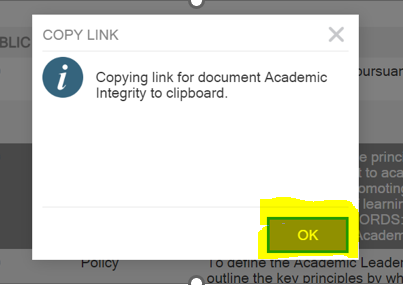 COPY LINK
BLIC
oursuar
i
Copying link for document Academic
Integrity to clipboard.
e princ
t to aca
omoting
learnin
ORDS:
Academ
OK
Policy
To define the Academic Leader
outline the key principles by wh